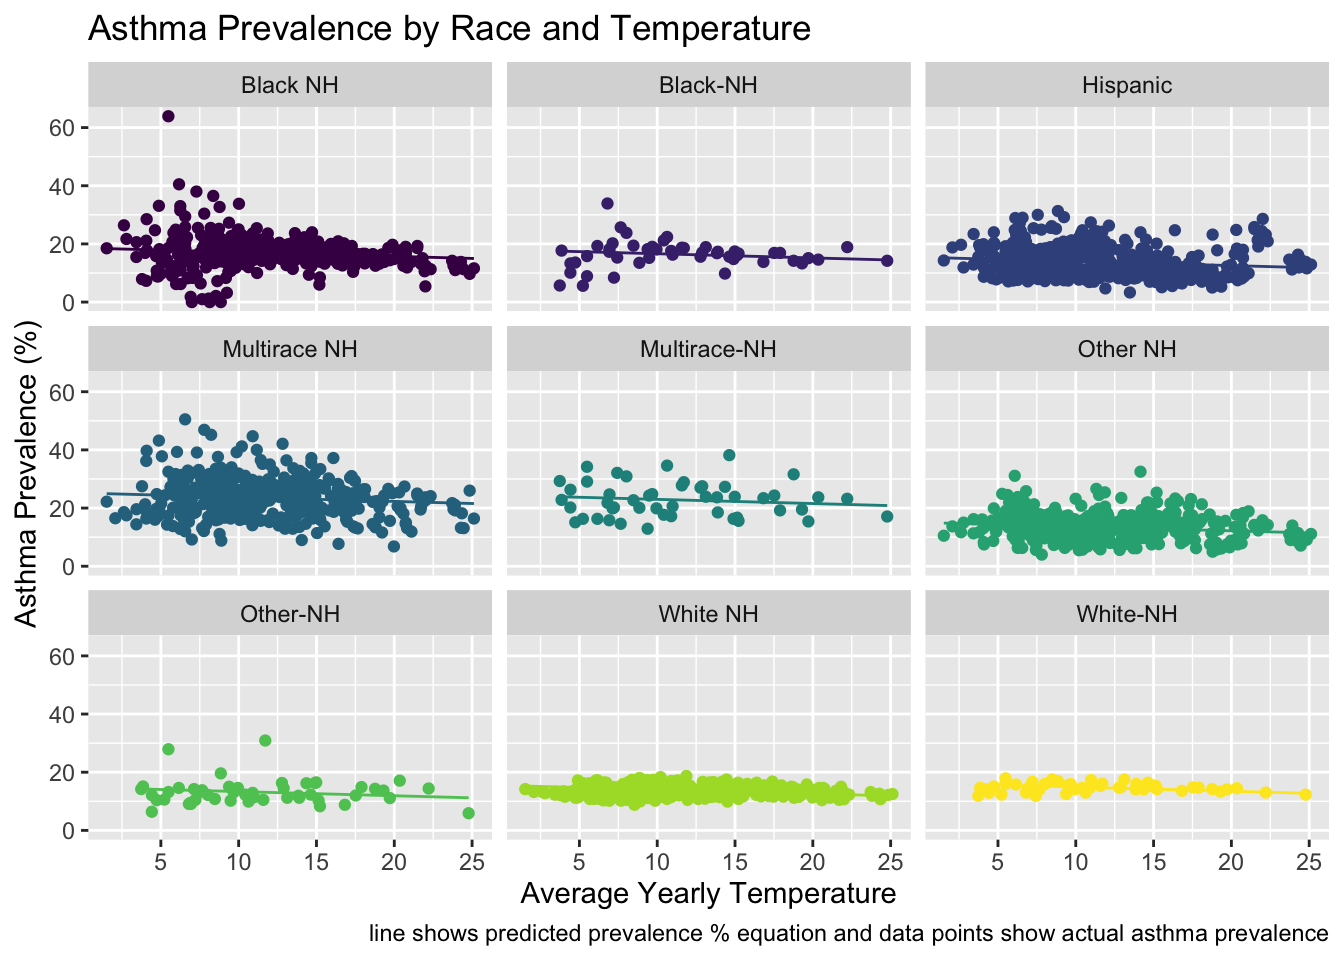 Asthma Prevalence by Race and Temperature
Black NH
Black-NH
Hispanic
60
40
20
0
Multirace NH
Multirace-NH
Other NH
60
40
20
0
Asthma Prevalence (%)
Other-NH
White NH
White-NH
60
40
20
0
5 10 15 20 25
5 10 15 20 25
5 10 15 20 25
Average Yearly Temperature
line shows predicted prevalence % equation and data points show actual asthma prevalence